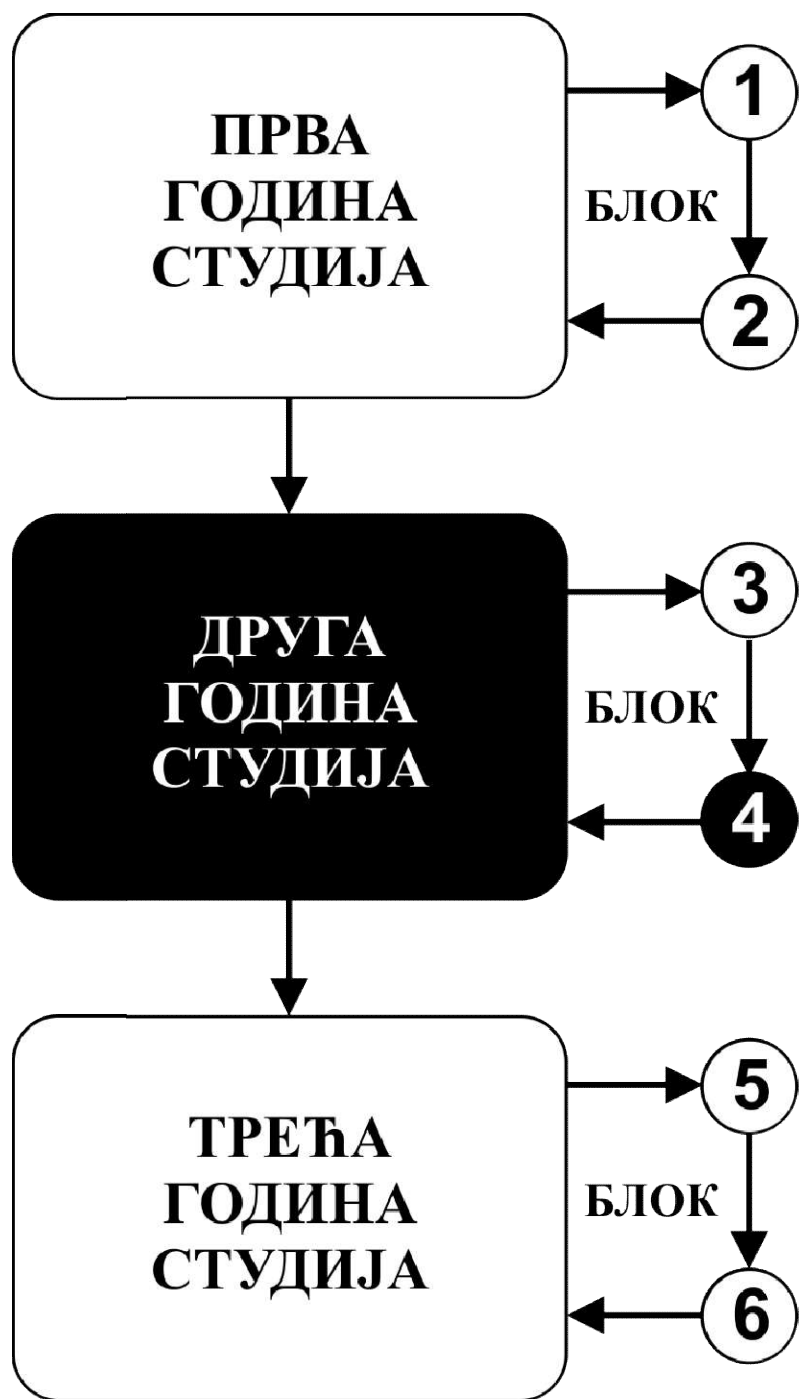 ПРВА
ГОДИНА
СТУДИЈА
1
БЛОК
2
ДРУГА
ГОДИНА
СТУДИЈА
3
БЛОК
4
ТРЕЋА
ГОДИНА
СТУДИЈА
5
БЛОК
6